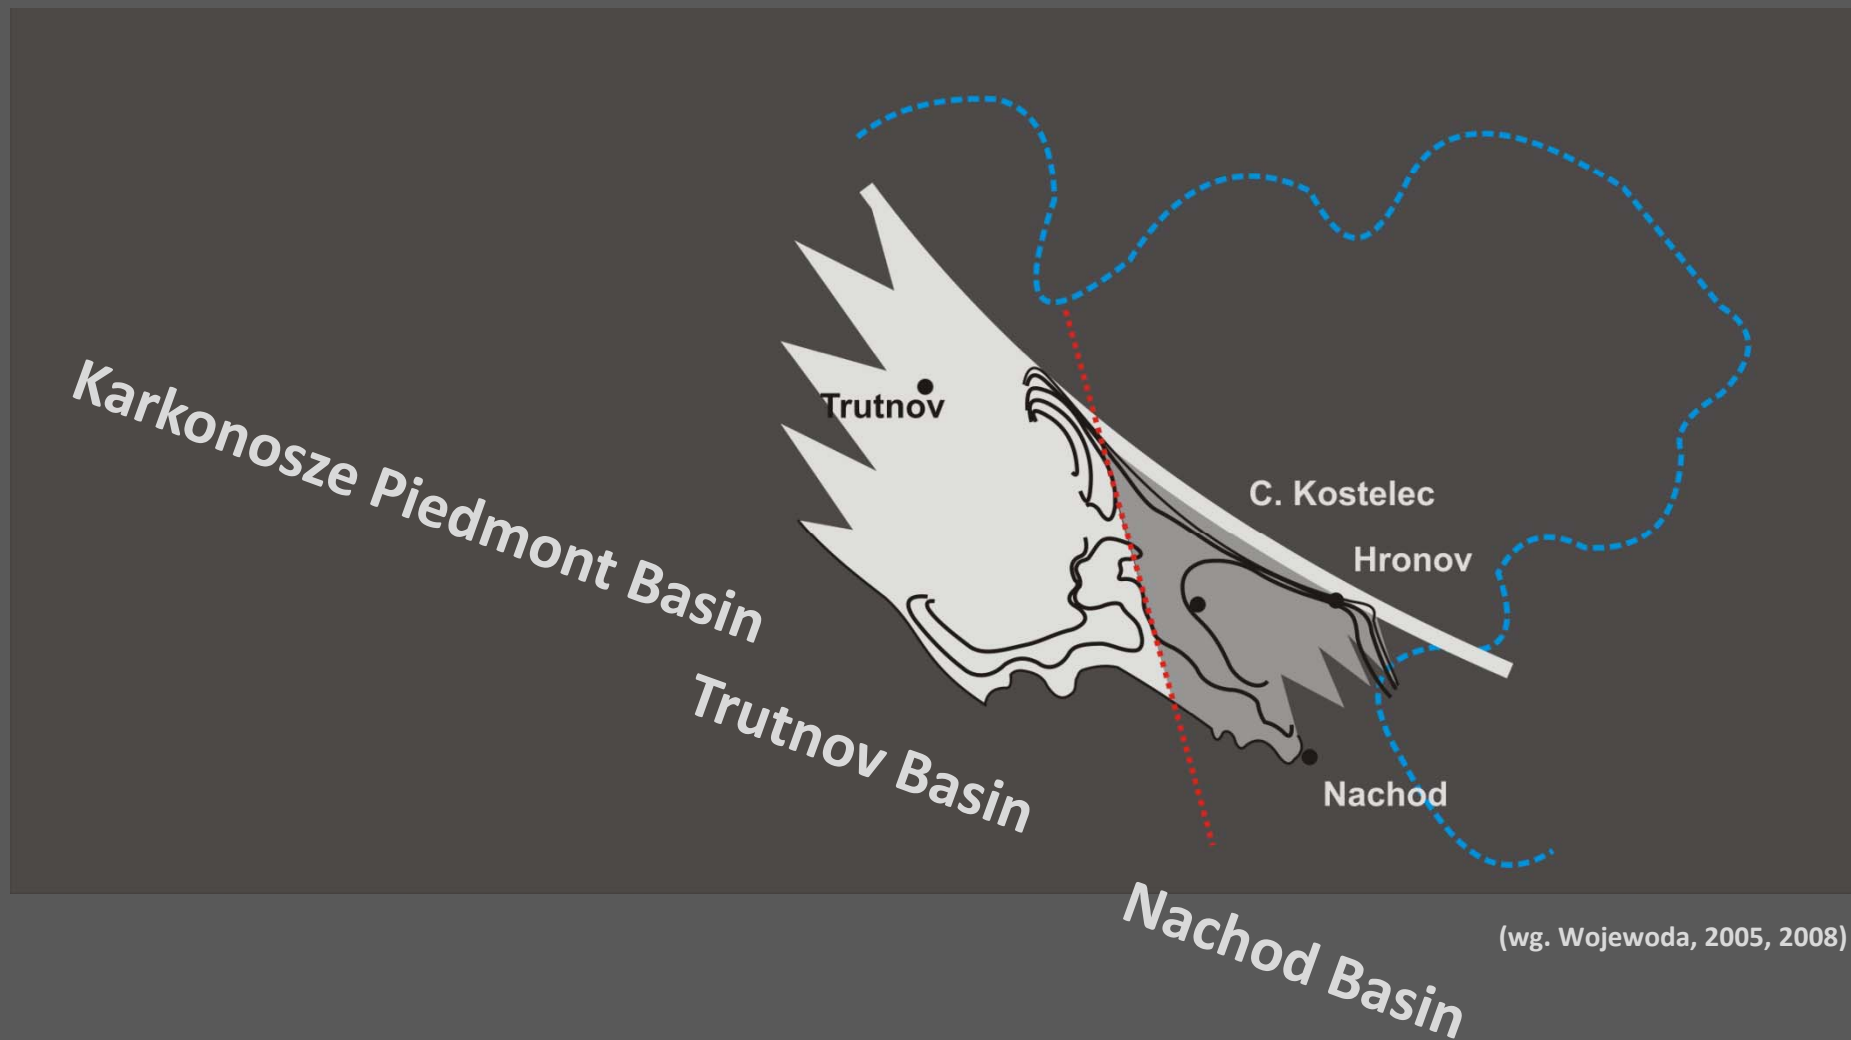 Trutnov
Karkonosze Piedmont Basin
C. Kostelec
Hronov
Trutnov Basin
Nachod
Nachod Basin
(wg. Wojewoda, 2005, 2008)